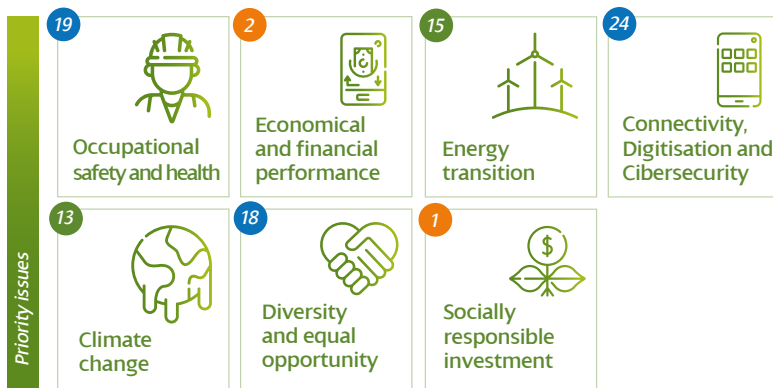 19
Occupational
safety and health
2
Economical
and financial
performance
15
Energy
transition
24
Connectivity,
Digitisation and
Cibersecurity
13
Climate
change
18
Diversity
and equal
opportunity
1
$
Socially
responsible
investment
Priority issues